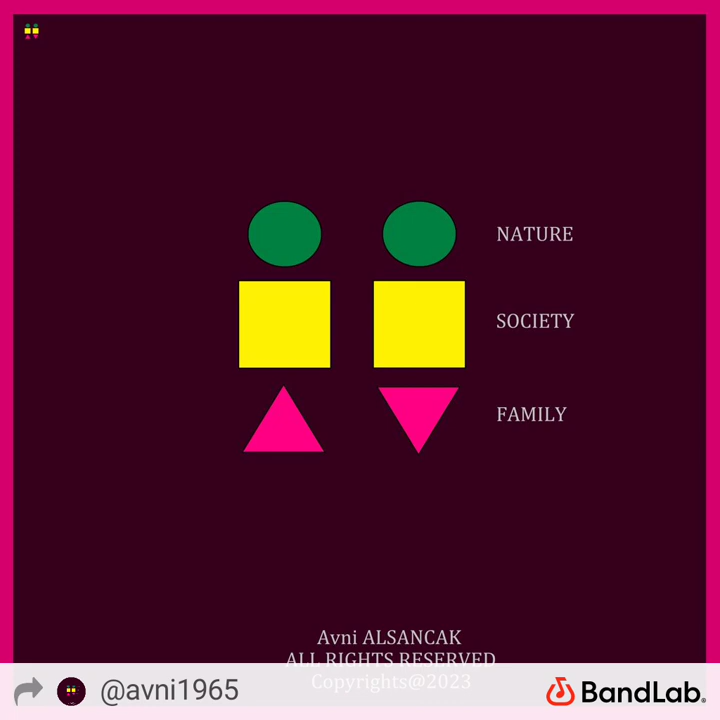 NATURE
SOCIETY
FAMILY
Avni ALSANCAK
ALL RIGHTS RESERVED
Copyrights@2023
@avni1965
BandLab®